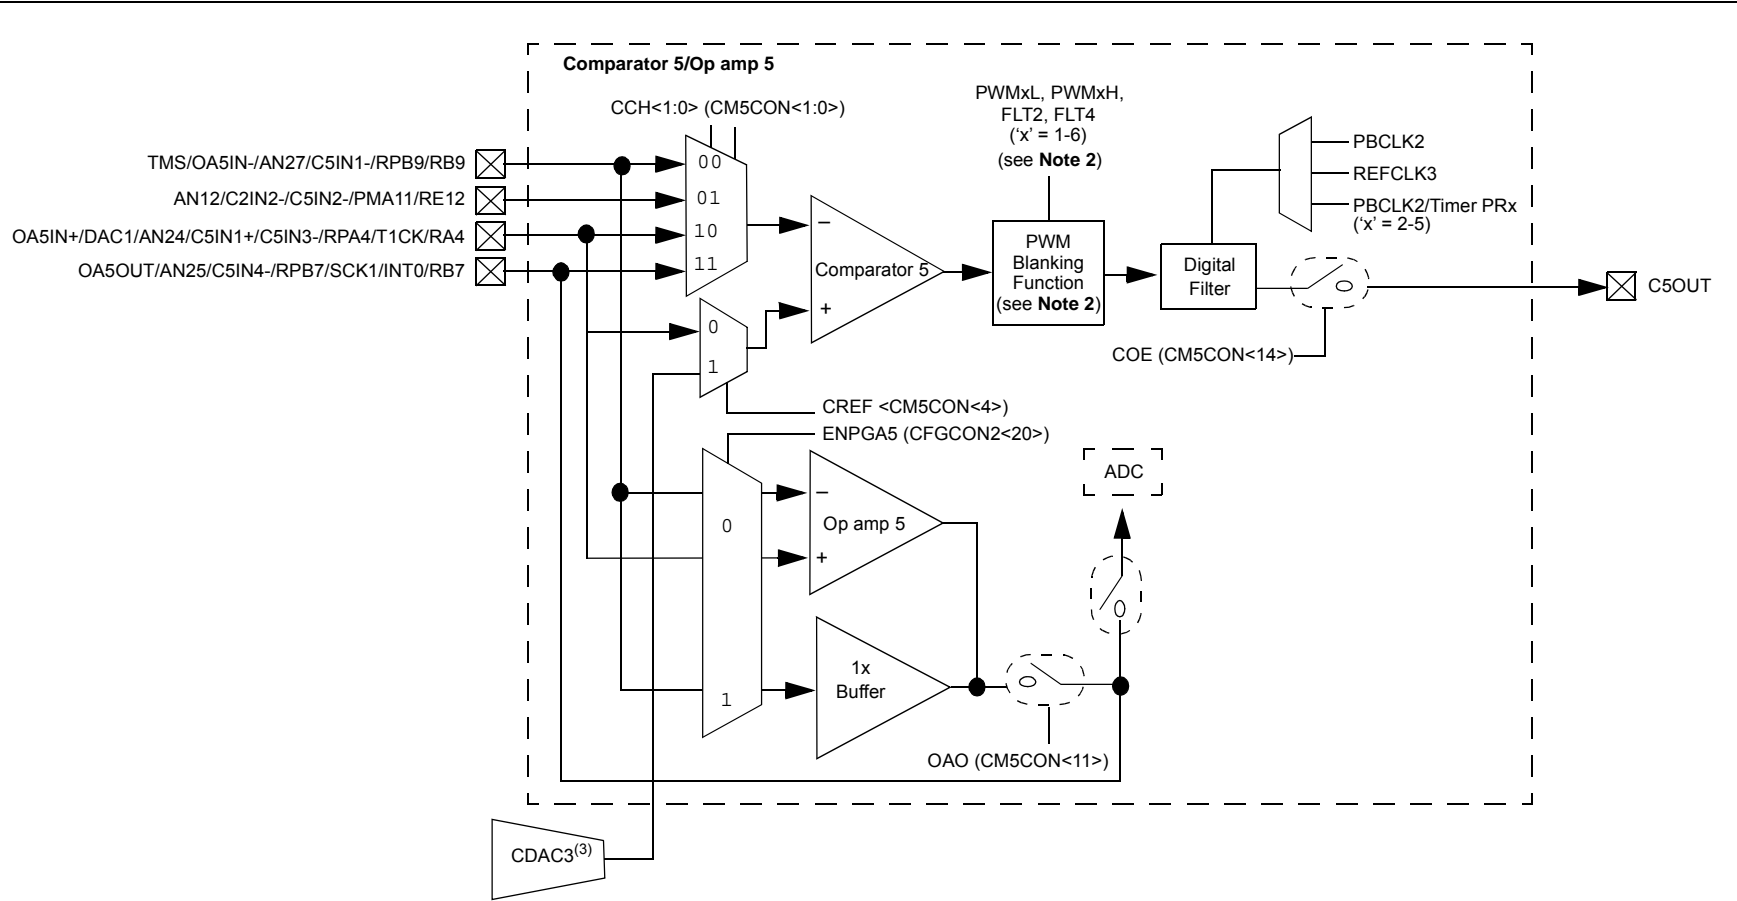 Comparator 5/Op amp 5
CCH<1:0> (CM5CON<1:0>)
PWMxL, PWMxH,
FLT2, FLT4
(‘x’ = 1-6)
(see Note 2)
PBCLK2
REFCLK3
PBCLK2/Timer PRx
(‘x’ = 2-5)
TMS/OA5IN-/AN27/C5IN1-/RPB9/RB9
AN12/C2IN2-/C5IN2-/PMA11/RE12
OA5IN+/DAC1/AN24/C5IN1+/C5IN3-/RPA4/T1CK/RA4
OA5OUT/AN25/C5IN4-/RPB7/SCK1/INT0/RB7
00
01
10
11
–
Comparator 5
+
PWM
Blanking
Function
(see Note 2)
Digital
Filter
C5OUT
0
1
COE (CM5CON<14>)
CREF <CM5CON<4>)
ENPGA5 (CFGCON2<20>)
ADC
–
Op amp 5
+
0
1
1x
Buffer
OAO (CM5CON<11>)
CDAC3(3)